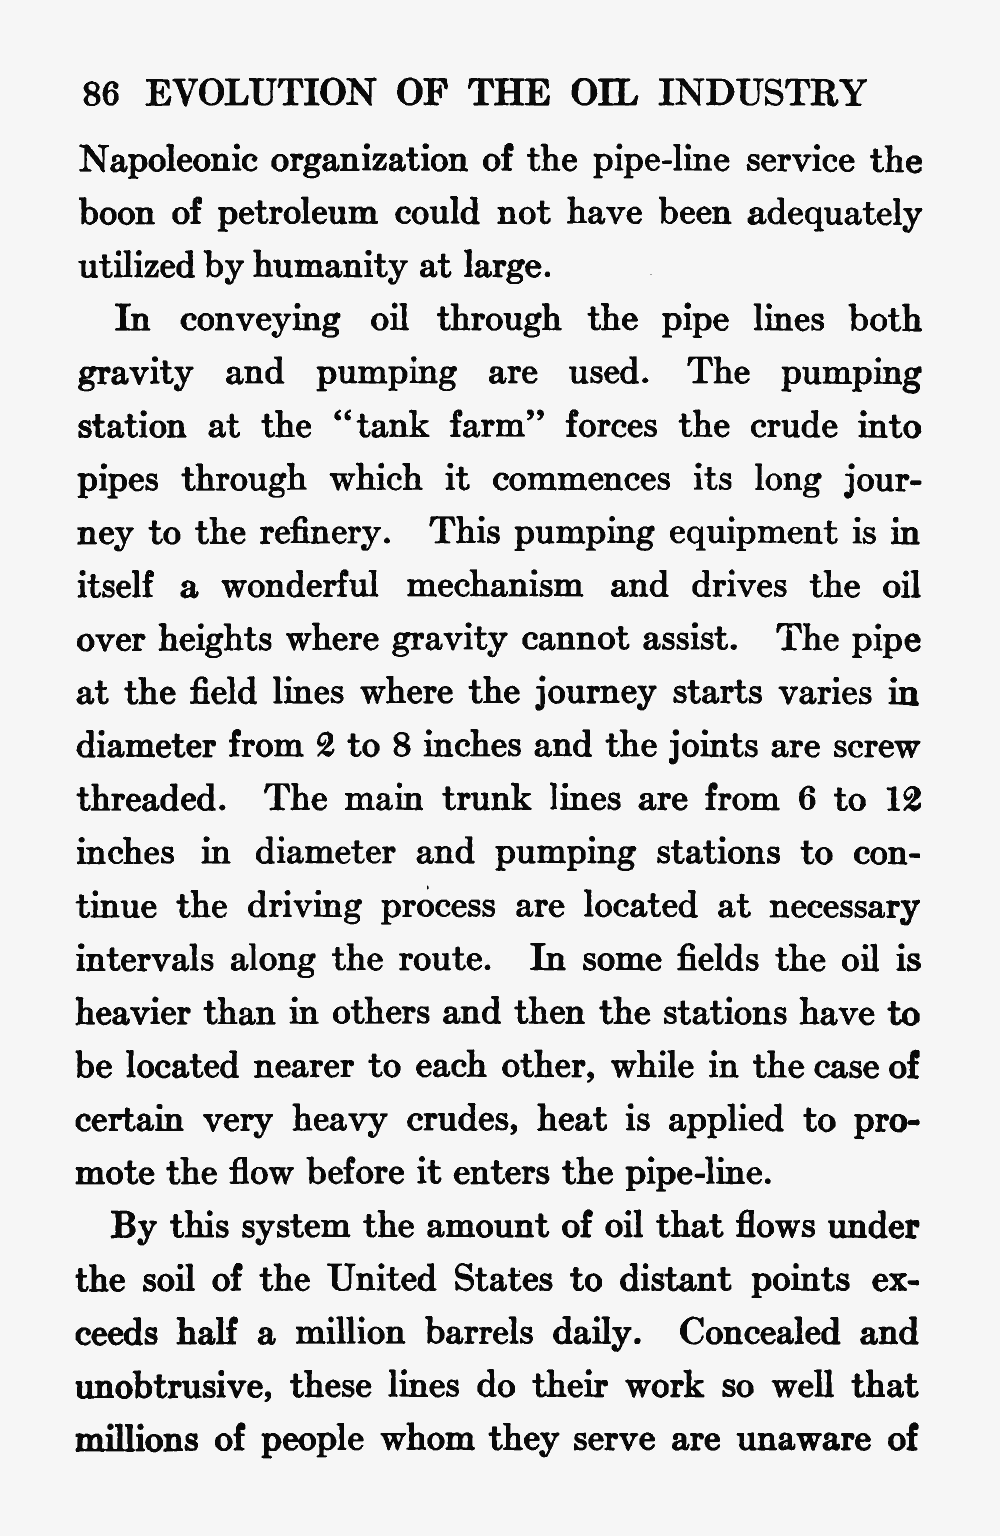 86 EVOLUTION OF THE OIL INDUSTRY
Napoleonic organization of the pipe-line service the
boon of petroleum could not have been adequately
utilized by humanity at large.
In conveying oil through the pipe lines both
gravity and pumping are used. The pumping
station at the “tank farm” forces the crude into
pipes through which it commences its long jour-
ney to the refinery. This pumping equipment is in
itself a wonderful mechanism and drives the oil
over heights where gravity cannot assist. The pipe
at the field lines where the journey starts varies in
diameter from 2 to 8 inches and the joints are screw
threaded. The main trunk lines are from 6 to 12
inches in diameter and pumping stations to con-
tinue the driving process are located at necessary
intervals along the route. In some fields the oil is
heavier than in others and then the stations have to
be located nearer to each other, while in the case of
certain very heavy crudes, heat is applied to pro-
mote the flow before it enters the pipe-line.
By this system the amount of oil that flows under
the soil of the United States to distant points ex-
ceeds half a million barrels daily. Concealed and
unobtrusive, these lines do their work so well that
millions of people whom they serve are unaware of